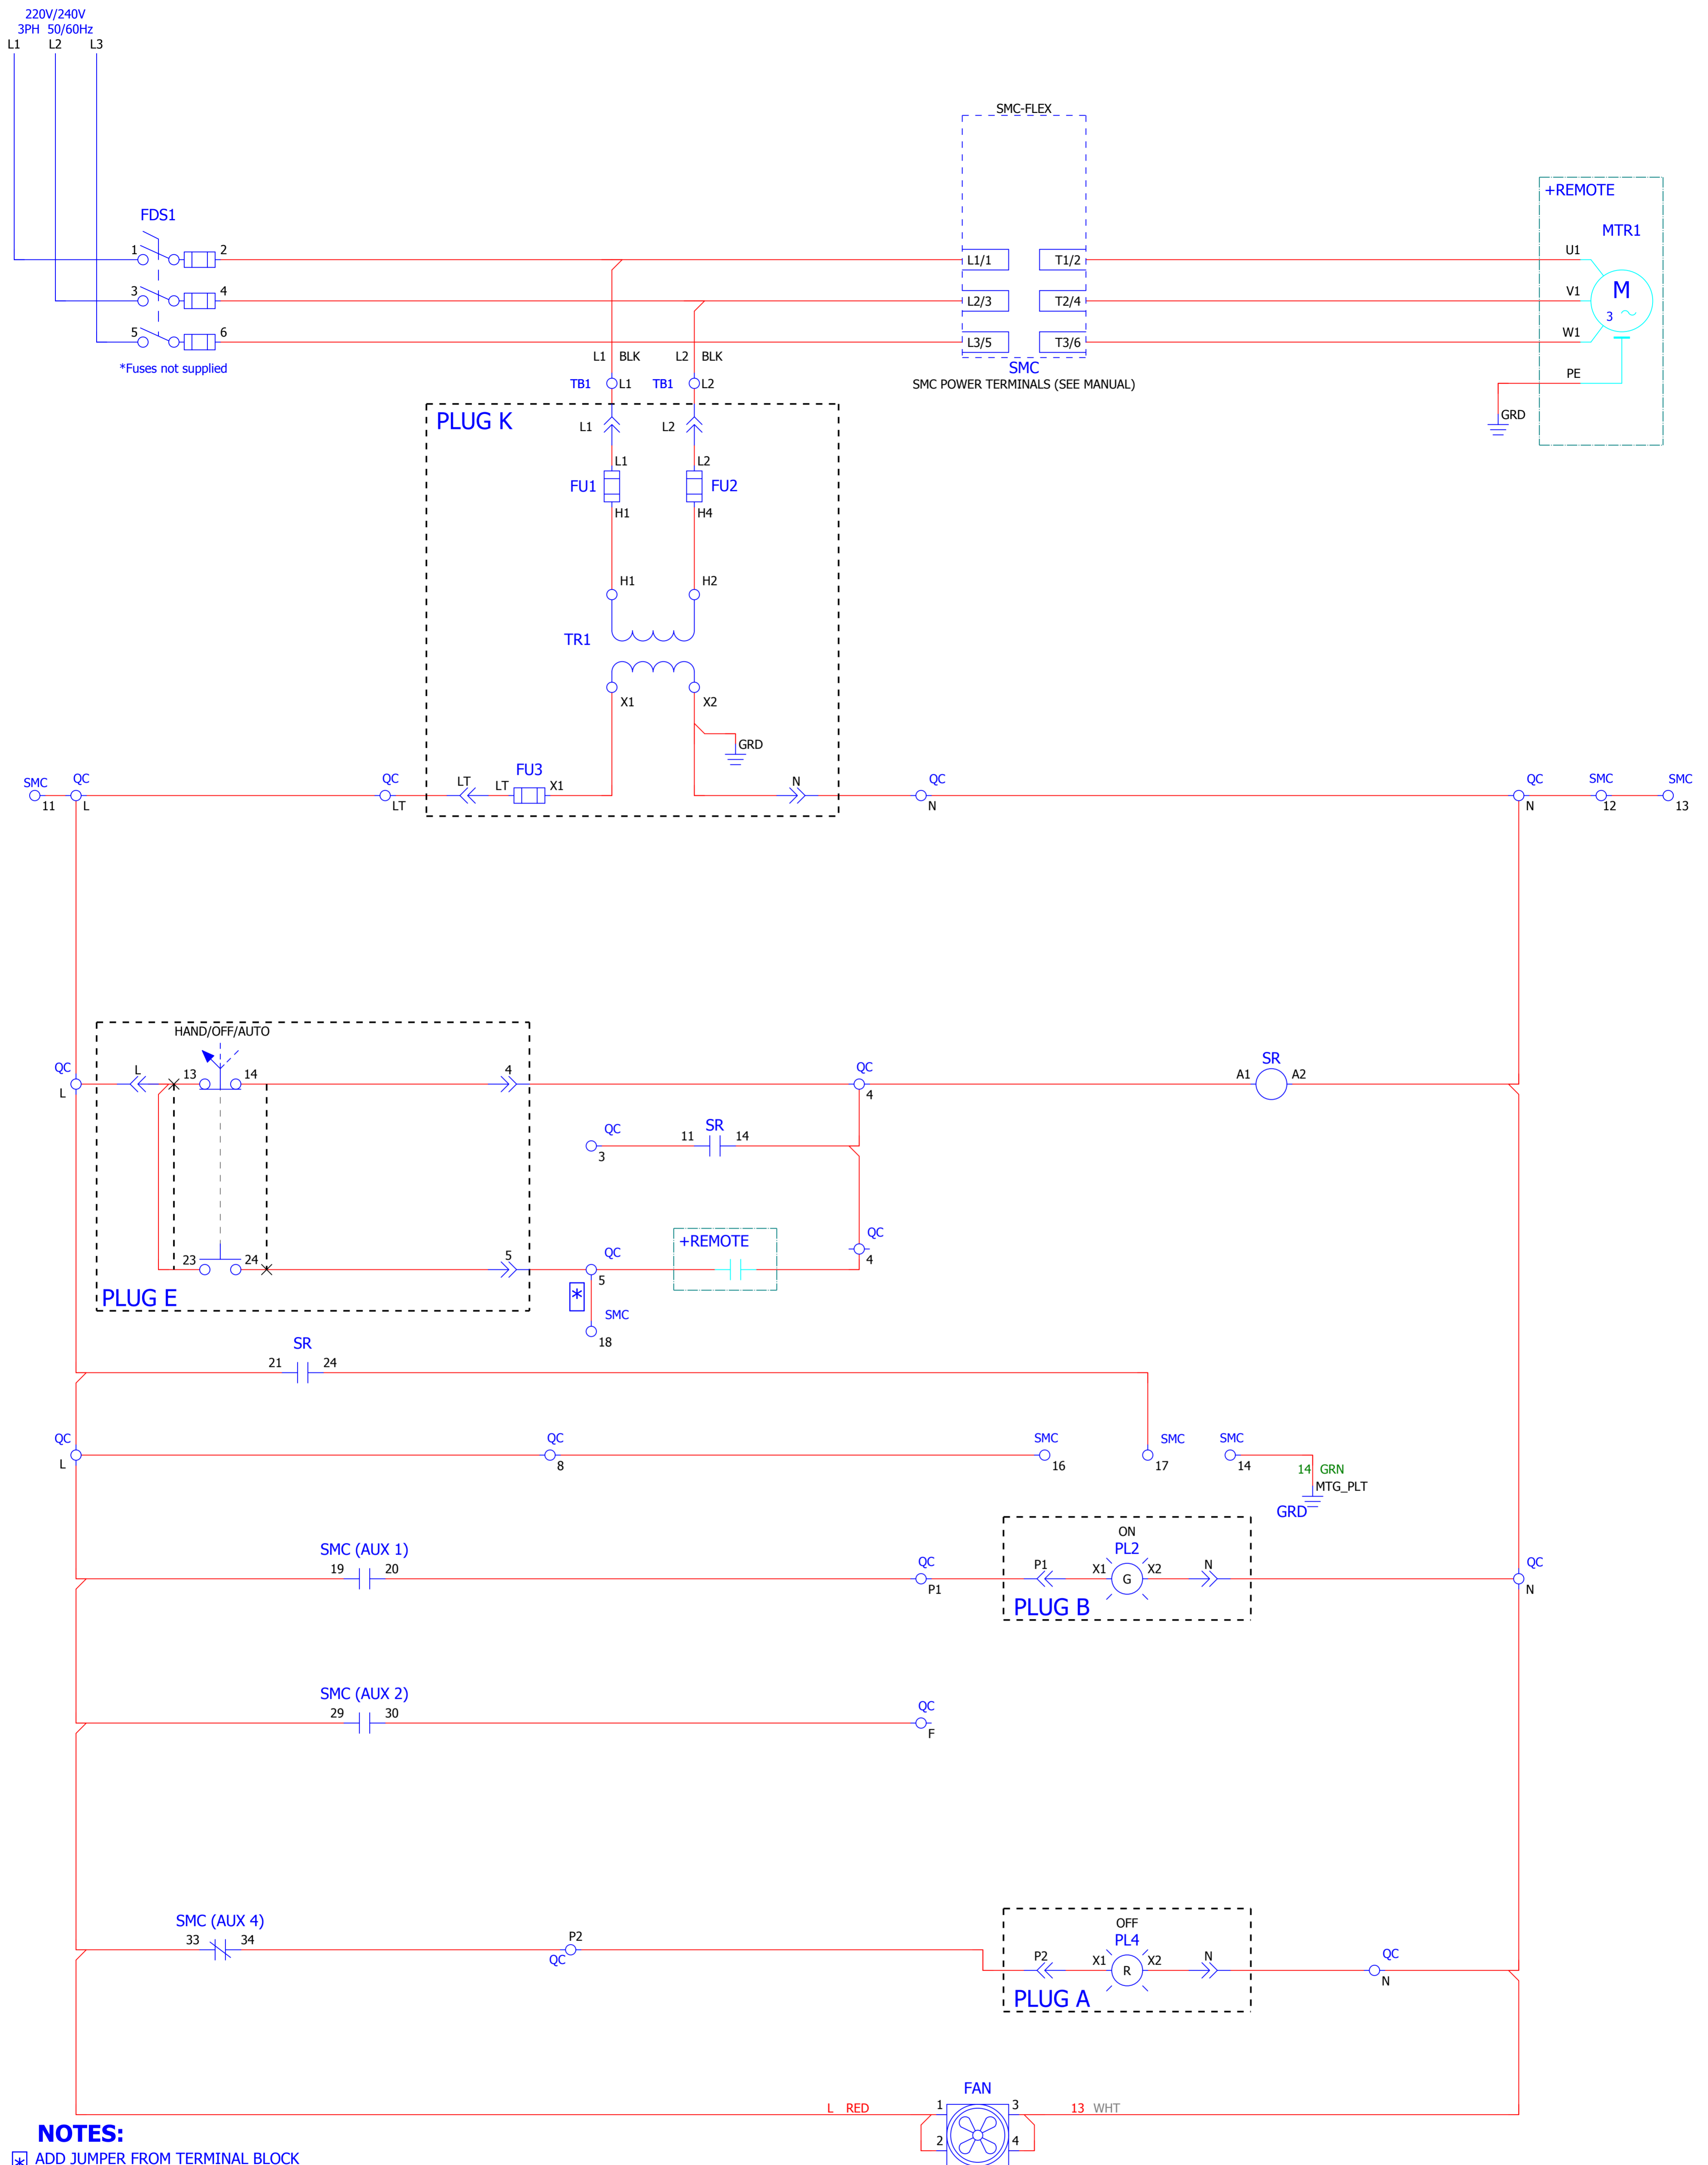 220V/240V
3PH 50/60Hz
L1 L2 L3
SMC-FLEX
+REMOTE
MTR1
FDS1
1 2 L1/1 T1/2 U1
3 4 L2/3 T2/4 V1
M
3
5 6 L3/5 T3/6 W1
*Fuses not supplied
L1 BLK L2 BLK
SMC
SMC POWER TERMINALS (SEE MANUAL)
PE
GRD
TB1 L1 TB1 L2
PLUG K
L1 L2
L1 L2
FU1 FU2
H1 H4
H1 H2
TR1
X1 X2
GRD
SMC QC QC FU3 QC QC SMC SMC
LT LT X1 N
11 L LT N N 12 13
HAND/OFF/AUTO
QC L 13 14 4 QC SR
L 4 A1 A2
QC 11 SR 14
3
+REMOTE
QC
4
23 24 5 QC
5
PLUG E
*
SMC
18
SR
21 24
QC QC SMC SMC SMC
L 8 16 17 14
14 GRN
MTG_PLT
GRD
SMC (AUX 1)
19 20 QC
P1
ON
PL2
P1 X1 G X2 N
PLUG B
QC
N
SMC (AUX 2)
29 30 QC
F
SMC (AUX 4)
33 34 P2
QC
OFF
PL4
P2 X1 R X2 N
PLUG A
QC
N
FAN
L RED 1 3 13 WHT
2 4
NOTES:
* ADD JUMPER FROM TERMINAL BLOCK